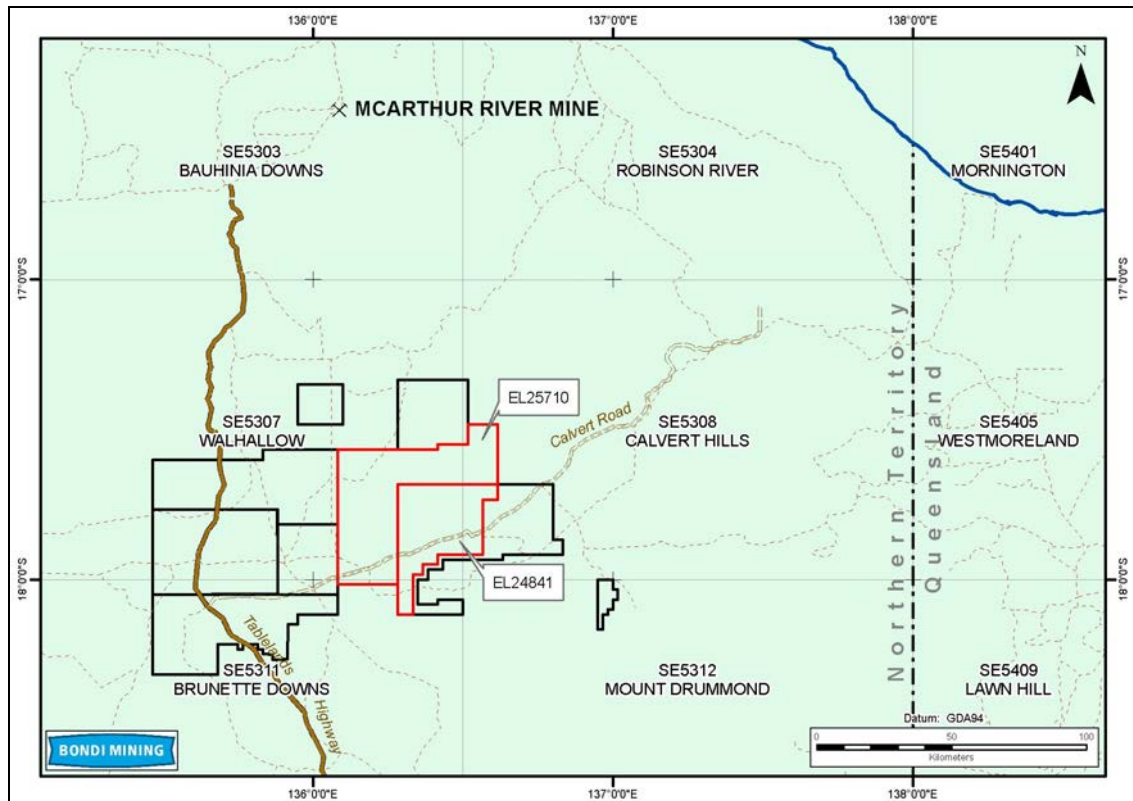 136°0'0"E
137°0'0"E
138°0'0"E
N
MCARTHUR RIVER MINE
SE5303
BAUHINIA DOWNS
SE5304
ROBINSON RIVER
SE5401
MORNINGTON
17°0'0"S
17°0'0"S
Northern Territory
Queensland
EL25710
Calvert Road
SE5307
WALHALLOW
SE5308
CALVERT HILLS
SE5405
WESTMORELAND
EL24841
18°0'0"S
18°0'0"S
Tablelands Highway
SE5311
BRUNETTE DOWNS
SE5312
MOUNT DRUMMOND
SE5409
LAWN HILL
Datum: GDA94
0 50 100
Kilometers
BONDI MINING
136°0'0"E
137°0'0"E
138°0'0"E